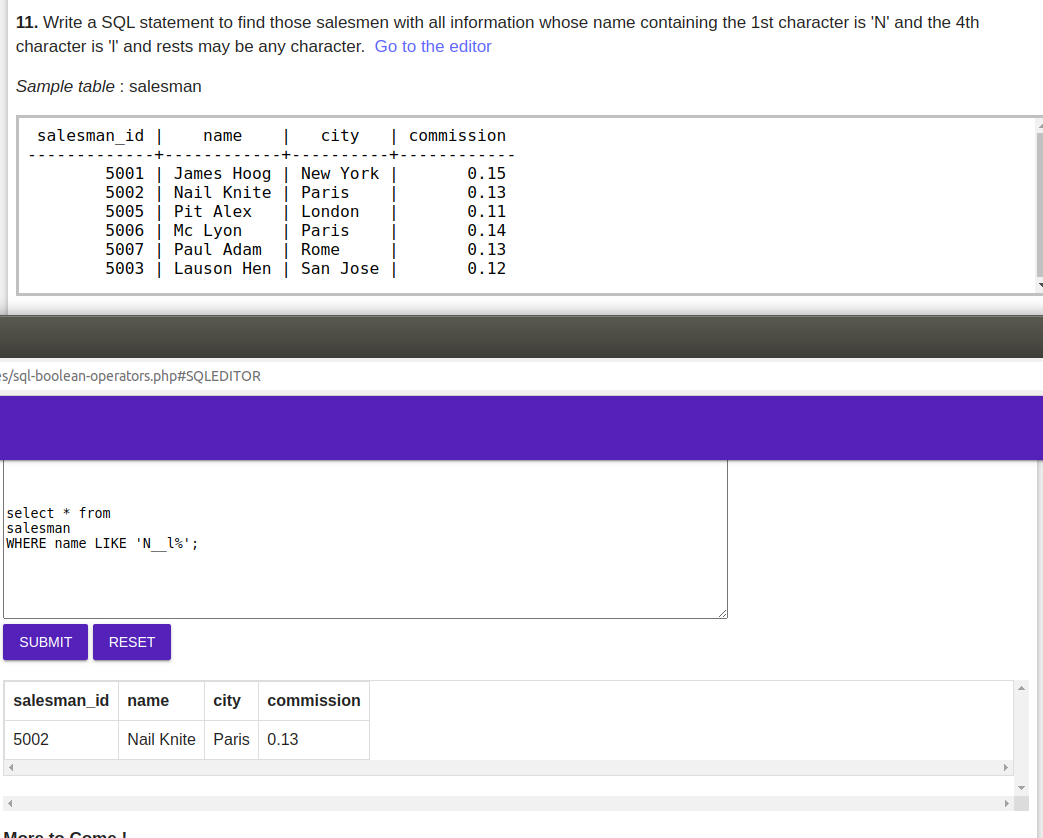 11. Write a SQL statement to find those salesmen with all information whose name containing the 1st character is 'N' and the 4th
character is 'l' and rests may be any character.  Go to the editor
Sample table : salesman
 salesman_id |    name    |   city   | commission
-------------+------------+----------+------------
        5001 | James Hoog | New York |       0.15
        5002 | Nail Knite | Paris    |       0.13
        5005 | Pit Alex   | London   |       0.11
        5006 | Mc Lyon    | Paris    |       0.14
        5007 | Paul Adam  | Rome     |       0.13
        5003 | Lauson Hen | San Jose |       0.12
es/sql-boolean-operators.php#SQLEDITOR
select * from
salesman
WHERE name LIKE 'N__l%';
SUBMIT RESET
salesman_id name city commission
5002 Nail Knite Paris 0.13
More to Come !